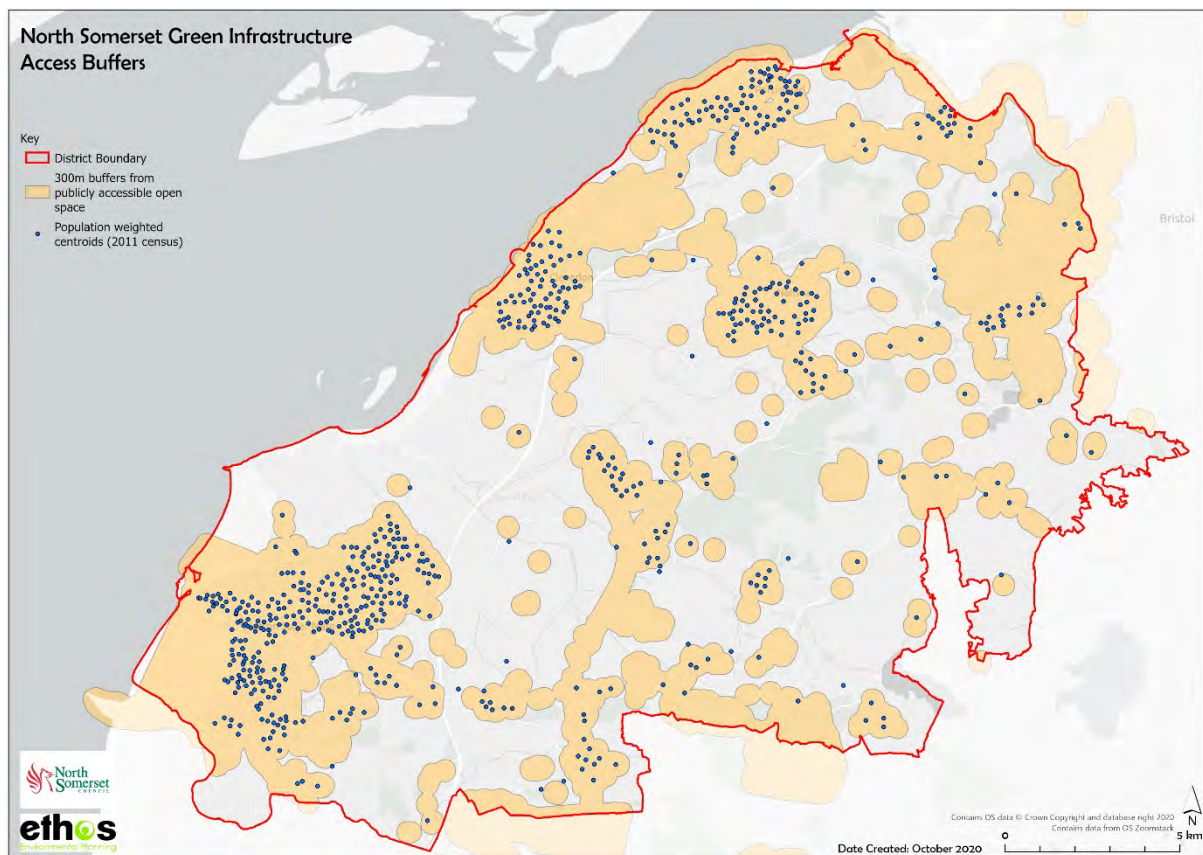 North Somerset Green Infrastructure
Access Buffers
Key
District Boundary
300m buffers from
publicly accessible open
space
Population weighted
centroids (2011 census)
Bristol
North
Somerset
COUNCIL
ethos
Environmental Planning
Contains OS data © Crown Copyright and database right 2020
Contains data from OS Zoomstack
Date Created: October 2020
N
0
5 km